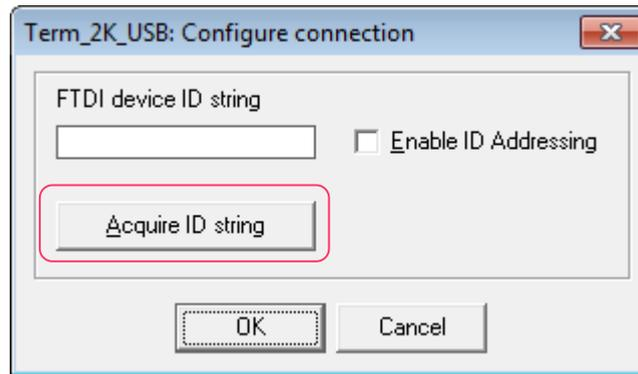 Term_2K_USB: Configure connection
FTDI device ID string
Enable ID Addressing
Acquire ID string
OK
Cancel